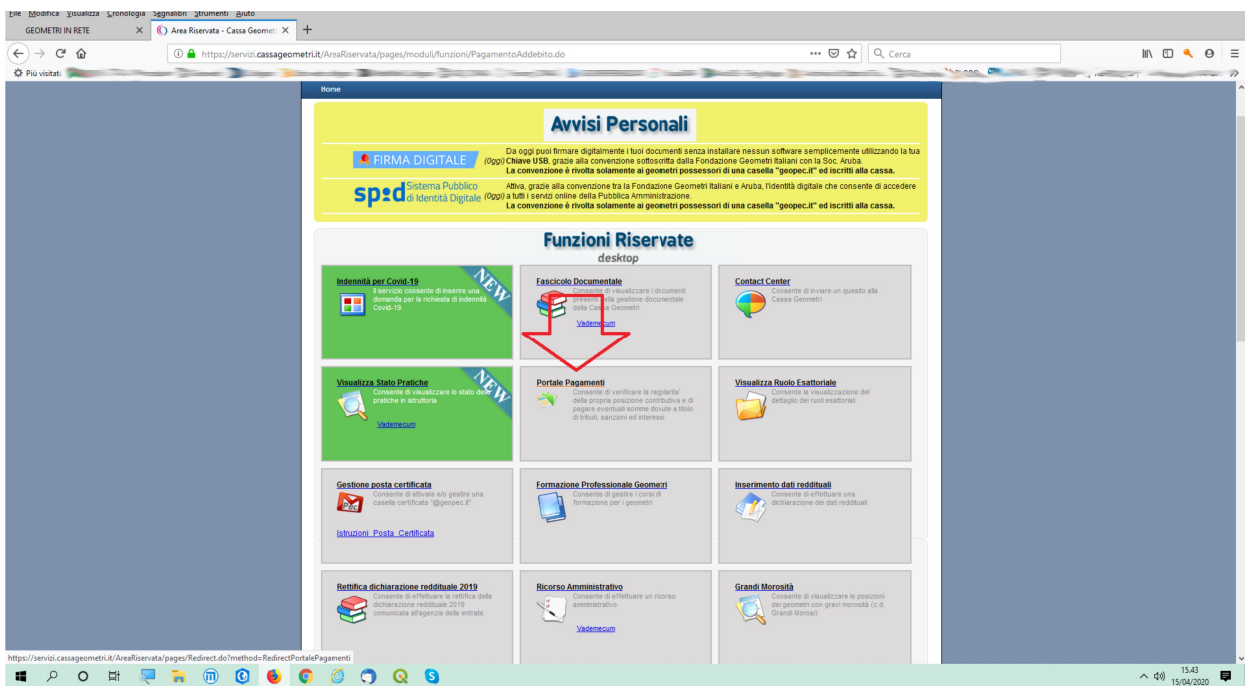 File Modifica Visualizza Cronologia Segnalibri Strumenti Aiuto
GEOMETRI IN RETE
Area Riservata - Cassa Geomet
https://servizi.cassageometri.it/AreaRiservata/pages/moduli/funzioni/PagamentoAddebito.do
Cerca
Più visitati
Home
Avvisi Personali
FIRMA DIGITALE
(Oggi)
Da oggi puoi firmare digitalmente i tuoi documenti senza installare nessun software semplicemente utilizzando la tua
Chiave USB, grazie alla convenzione sottoscritta dalla Fondazione Geometri Italiani con la Soc. Aruba.
La convenzione è rivolta solamente ai geometri possessori di una casella "geopec.it" ed iscritti alla cassa.
spid Sistema Pubblico
di Identità Digitale
(Oggi)
Attiva, grazie alla convenzione tra la Fondazione Geometri Italiani e Aruba, l'identità digitale che consente di accedere
a tutti i servizi online della Pubblica Amministrazione.
La convenzione è rivolta solamente ai geometri possessori di una casella "geopec.it" ed iscritti alla cassa.
Funzioni Riservate
desktop
Indennità per Covid-19
NEW
Il servizio consente di inserire una
domanda per la richiesta di indennità
Covid-19.
Fascicolo Documentale
Consente di visualizzare i documenti
presenti nella gestione documentale
della Cassa Geometri
Vademecum
Contact Center
Consente di inviare un quesito alla
Cassa Geometri
Visualizza Stato Pratiche
NEW
Consente di visualizzare lo stato delle
pratiche in istruttoria
Vademecum
Portale Pagamenti
Consente di verificare la regolarita'
della propria posizione contributiva e di
pagare eventuali somme dovute a titolo
di tributi, sanzioni ed interessi.
Visualizza Ruolo Esattoriale
Consente la visualizzazione del
dettaglio dei ruoli esattoriali
Gestione posta certificata
PEC
Consente di attivate e/o gestire una
casella certificata "@geopec.it".
Istruzioni Posta Certificata
Formazione Professionale Geometri
Consente di gestire i corsi di
formazione per i geometri
Inserimento dati reddituali
Consente di effettuare una
dichiarazione dei dati reddituali
Rettifica dichiarazione reddituale 2019
Consente di effettuare la rettifica della
dichiarazione reddituale 2019
comunicata all'agenzia delle entrate.
Ricorso Amministrativo
Consente di effettuare un ricorso
amministrativo
Vademecum
Grandi Morosità
Consente di visualizzare le posizioni
dei geometri con gravi morosità (c.d.
Grandi Morosi)
https://servizi.cassageometri.it/AreaRiservata/pages/Redirect.do?method=RedirectPortalePagamenti
15.43
15/04/2020